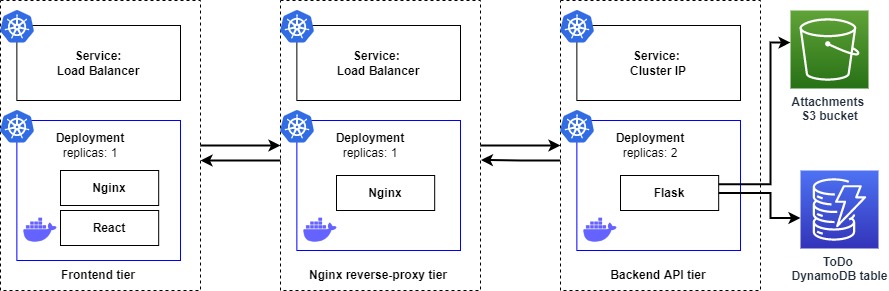 Service:
Load Balancer
Deployment
replicas: 1
Nginx
React
Frontend tier
Service:
Load Balancer
Deployment
replicas: 1
Nginx
Nginx reverse-proxy tier
Service:
Cluster IP
Deployment
replicas: 2
Flask
Backend API tier
Attachments
S3 bucket
ToDo
DynamoDB table